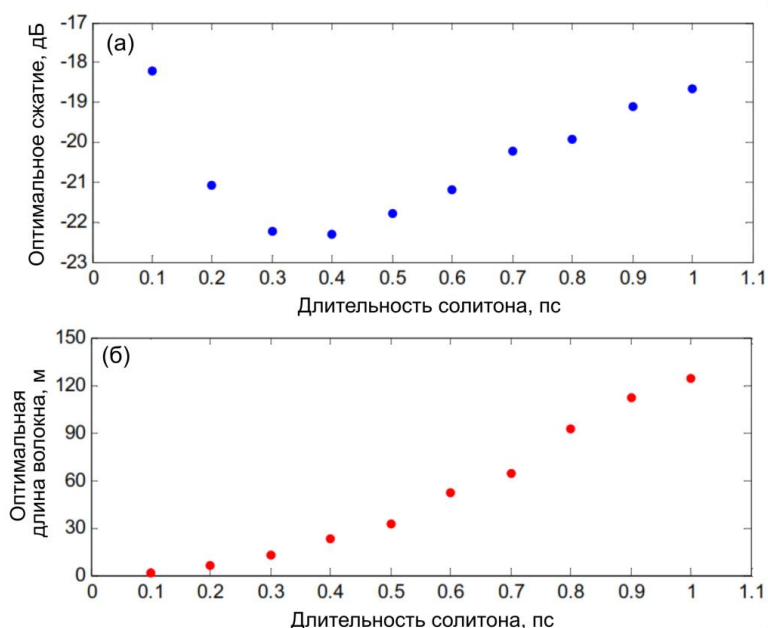 -17
(а)
-18
-19
-20
-21
-22
-23
Оптимальное сжатие, дБ
0 0.1 0.2 0.3 0.4 0.5 0.6 0.7 0.8 0.9 1 1.1
Длительность солитона, пс
150
(б)
120
90
60
30
0
Оптимальная
длина волокна, м
0 0.1 0.2 0.3 0.4 0.5 0.6 0.7 0.8 0.9 1 1.1
Длительность солитона, пс